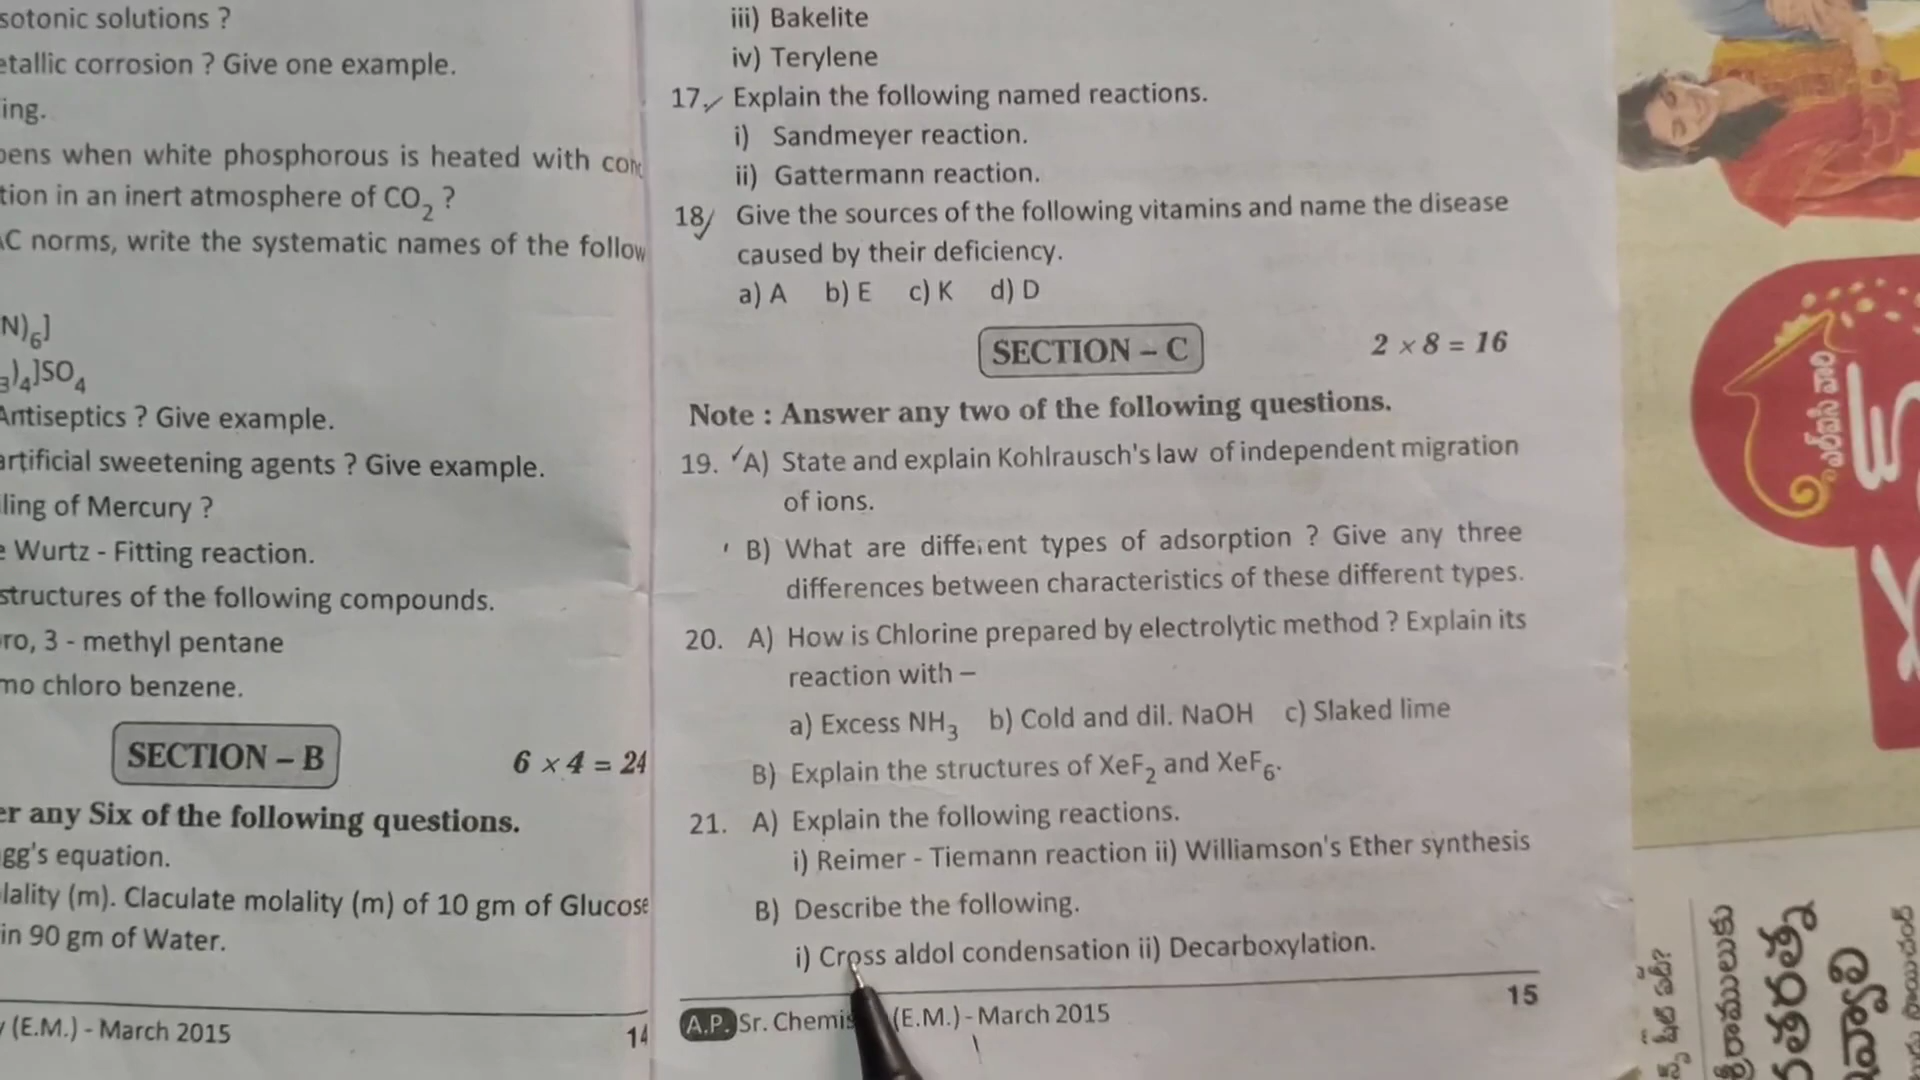 sotonic solutions ?
etallic corrosion ? Give one example.
ing.
pens when white phosphorous is heated with conc
tion in an inert atmosphere of CO2 ?
AC norms, write the systematic names of the follow
N)6]
3)4]SO4
Antiseptics ? Give example.
artificial sweetening agents ? Give example.
ling of Mercury ?
e Wurtz - Fitting reaction.
structures of the following compounds.
ro, 3 - methyl pentane
mo chloro benzene.
SECTION – B 6 × 4 = 24
er any Six of the following questions.
gg's equation.
lality (m). Claculate molality (m) of 10 gm of Glucose
in 90 gm of Water.
y (E.M.) - March 2015 14
iii) Bakelite
iv) Terylene
17. Explain the following named reactions.
i) Sandmeyer reaction.
ii) Gattermann reaction.
18 Give the sources of the following vitamins and name the disease
caused by their deficiency.
a) A b) E c) K d) D
SECTION – C 2 × 8 = 16
Note : Answer any two of the following questions.
19. A) State and explain Kohlrausch's law of independent migration
of ions.
B) What are different types of adsorption ? Give any three
differences between characteristics of these different types.
20. A) How is Chlorine prepared by electrolytic method ? Explain its
reaction with –
a) Excess NH3 b) Cold and dil. NaOH c) Slaked lime
B) Explain the structures of XeF2 and XeF6.
21. A) Explain the following reactions.
i) Reimer - Tiemann reaction ii) Williamson's Ether synthesis
B) Describe the following.
i) Cross aldol condensation ii) Decarboxylation.
A.P. Sr. Chemis (E.M.) - March 2015 15